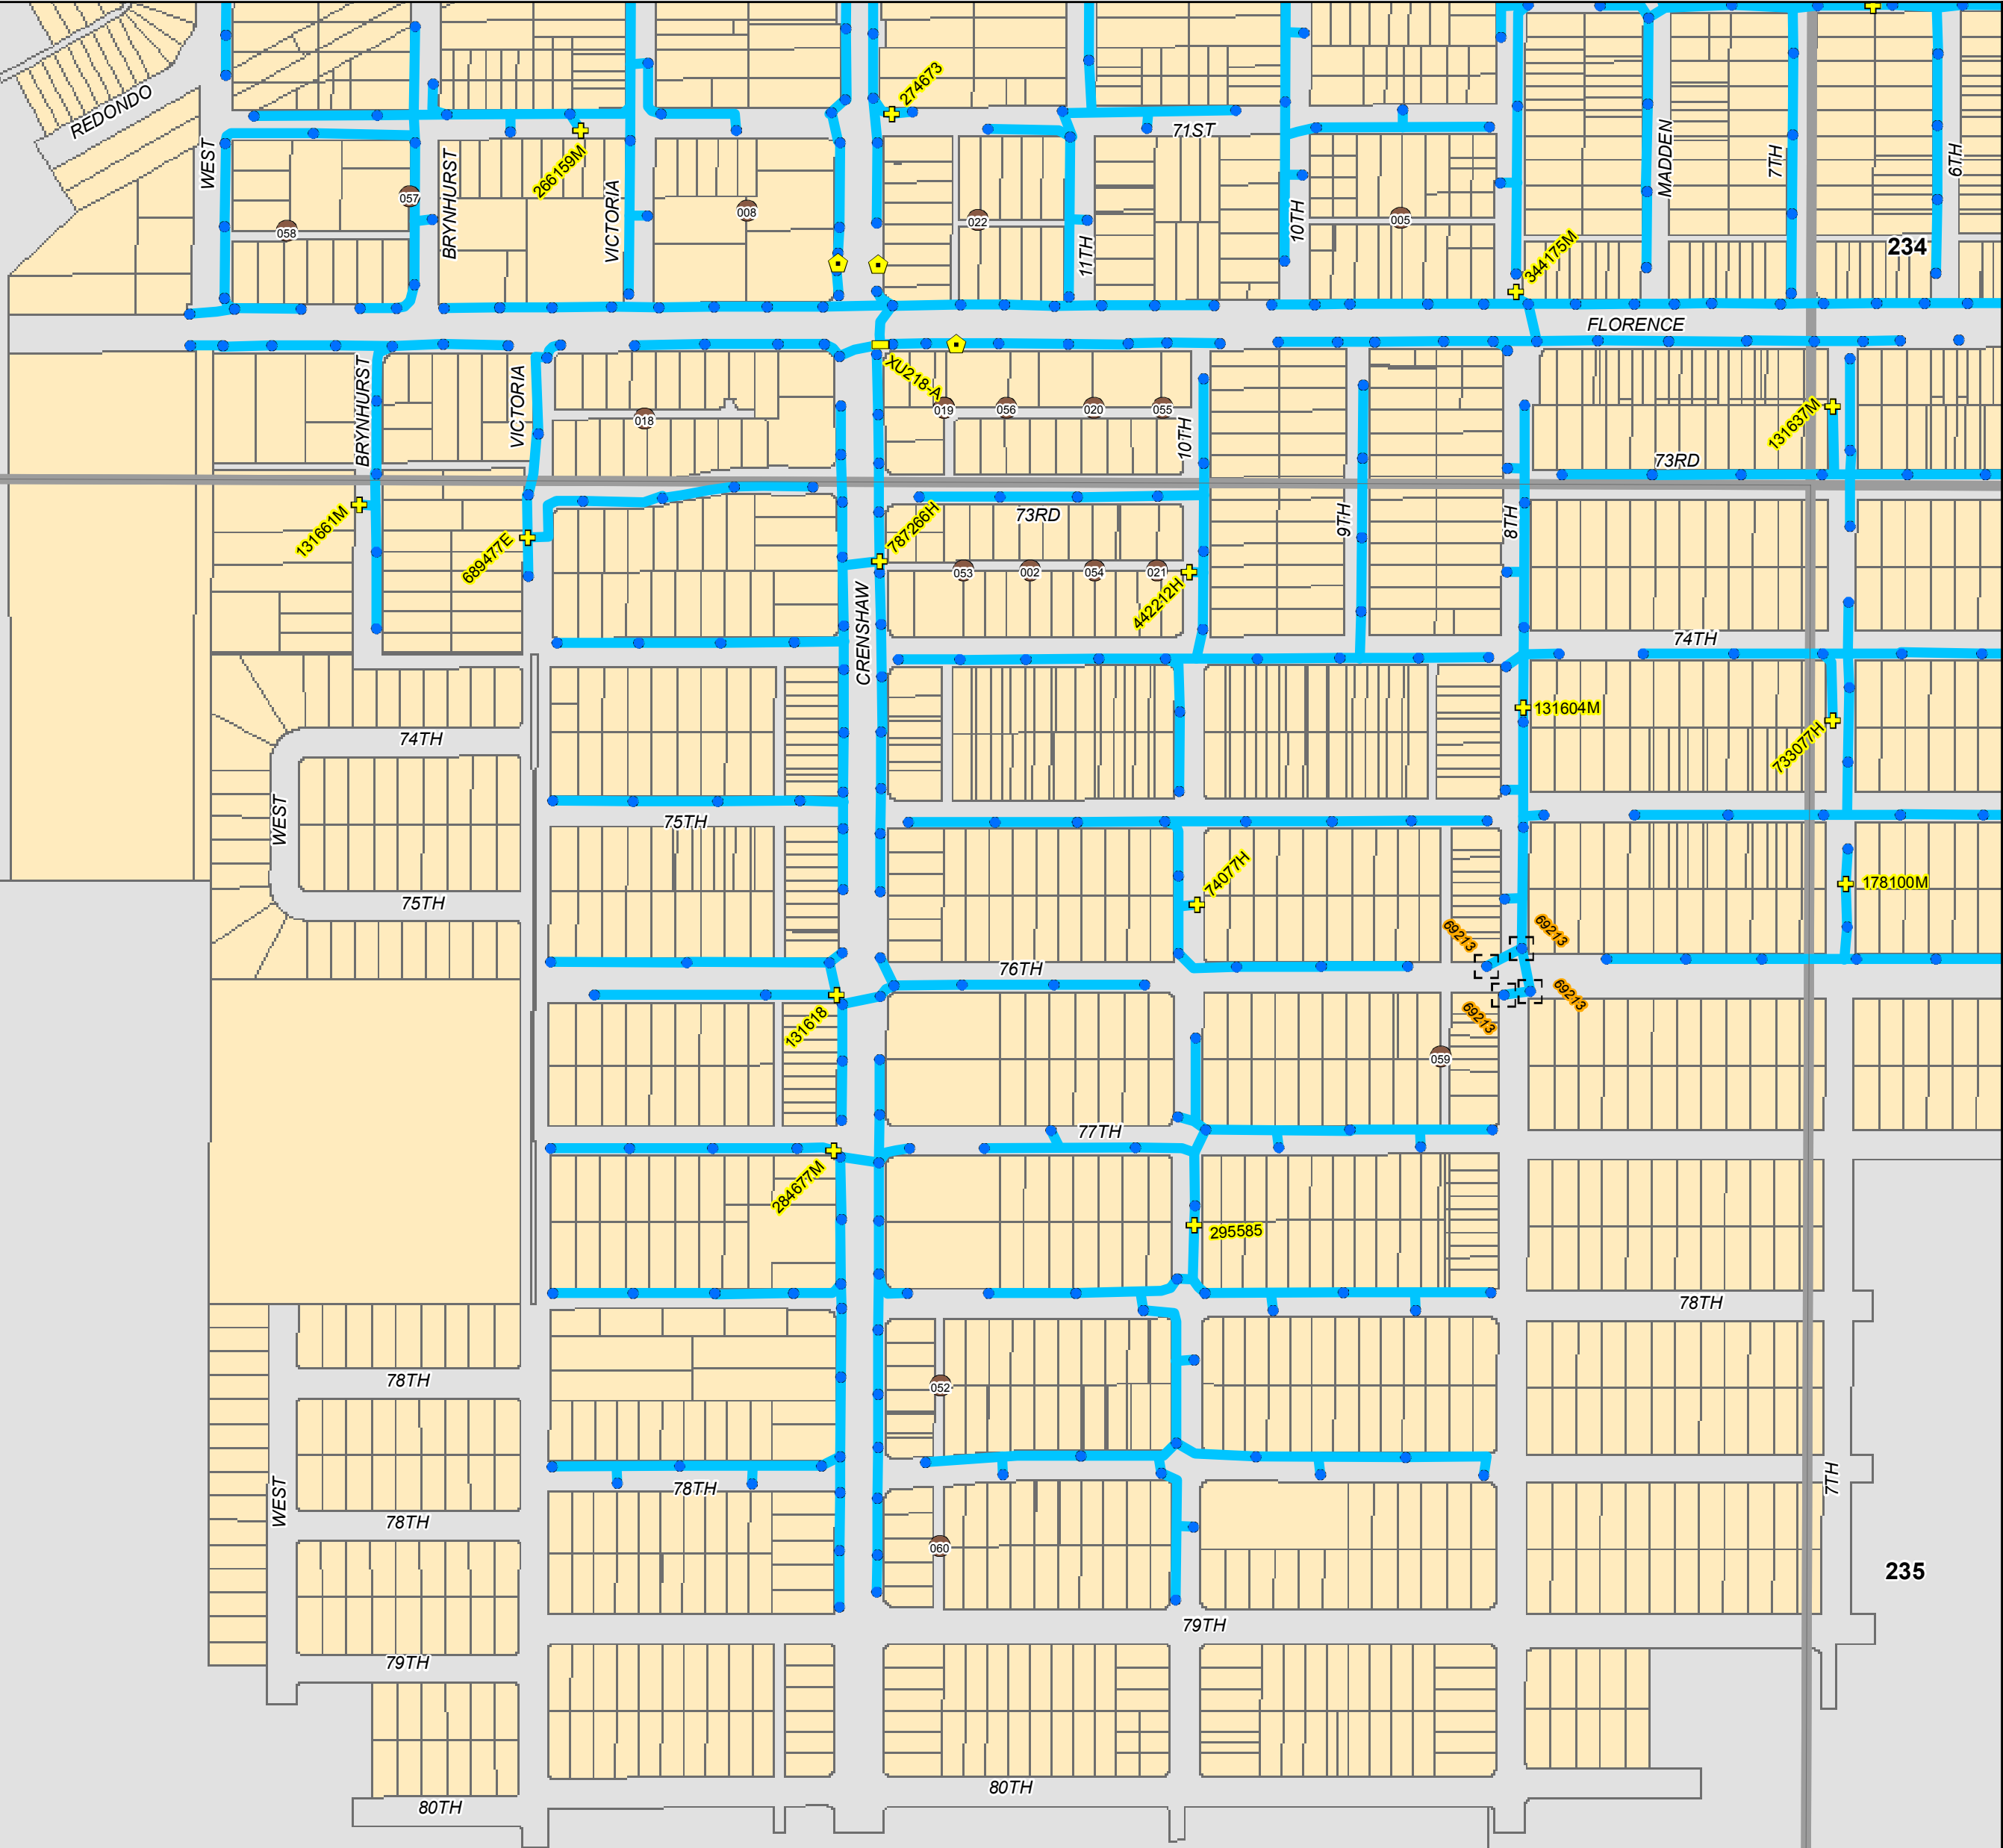 274673
REDONDO
71ST
MADDEN
7TH
6TH
WEST
BRYNHURST
266159M
VICTORIA
057
058
008
022
005
11TH
10TH
234
344175M
FLORENCE
XU218-A
BRYNHURST
VICTORIA
018
019
056
020
055
10TH
131637M
73RD
131661M
689477E
787266H
73RD
9TH
8TH
053
002
054
021
442212H
CRENSHAW
74TH
131604M
733077H
74TH
WEST
75TH
74077H
178100M
75TH
69213
69213
76TH
69213
69213
131618
059
77TH
284677M
295585
78TH
78TH
052
WEST
78TH
7TH
78TH
060
235
79TH
79TH
80TH
80TH